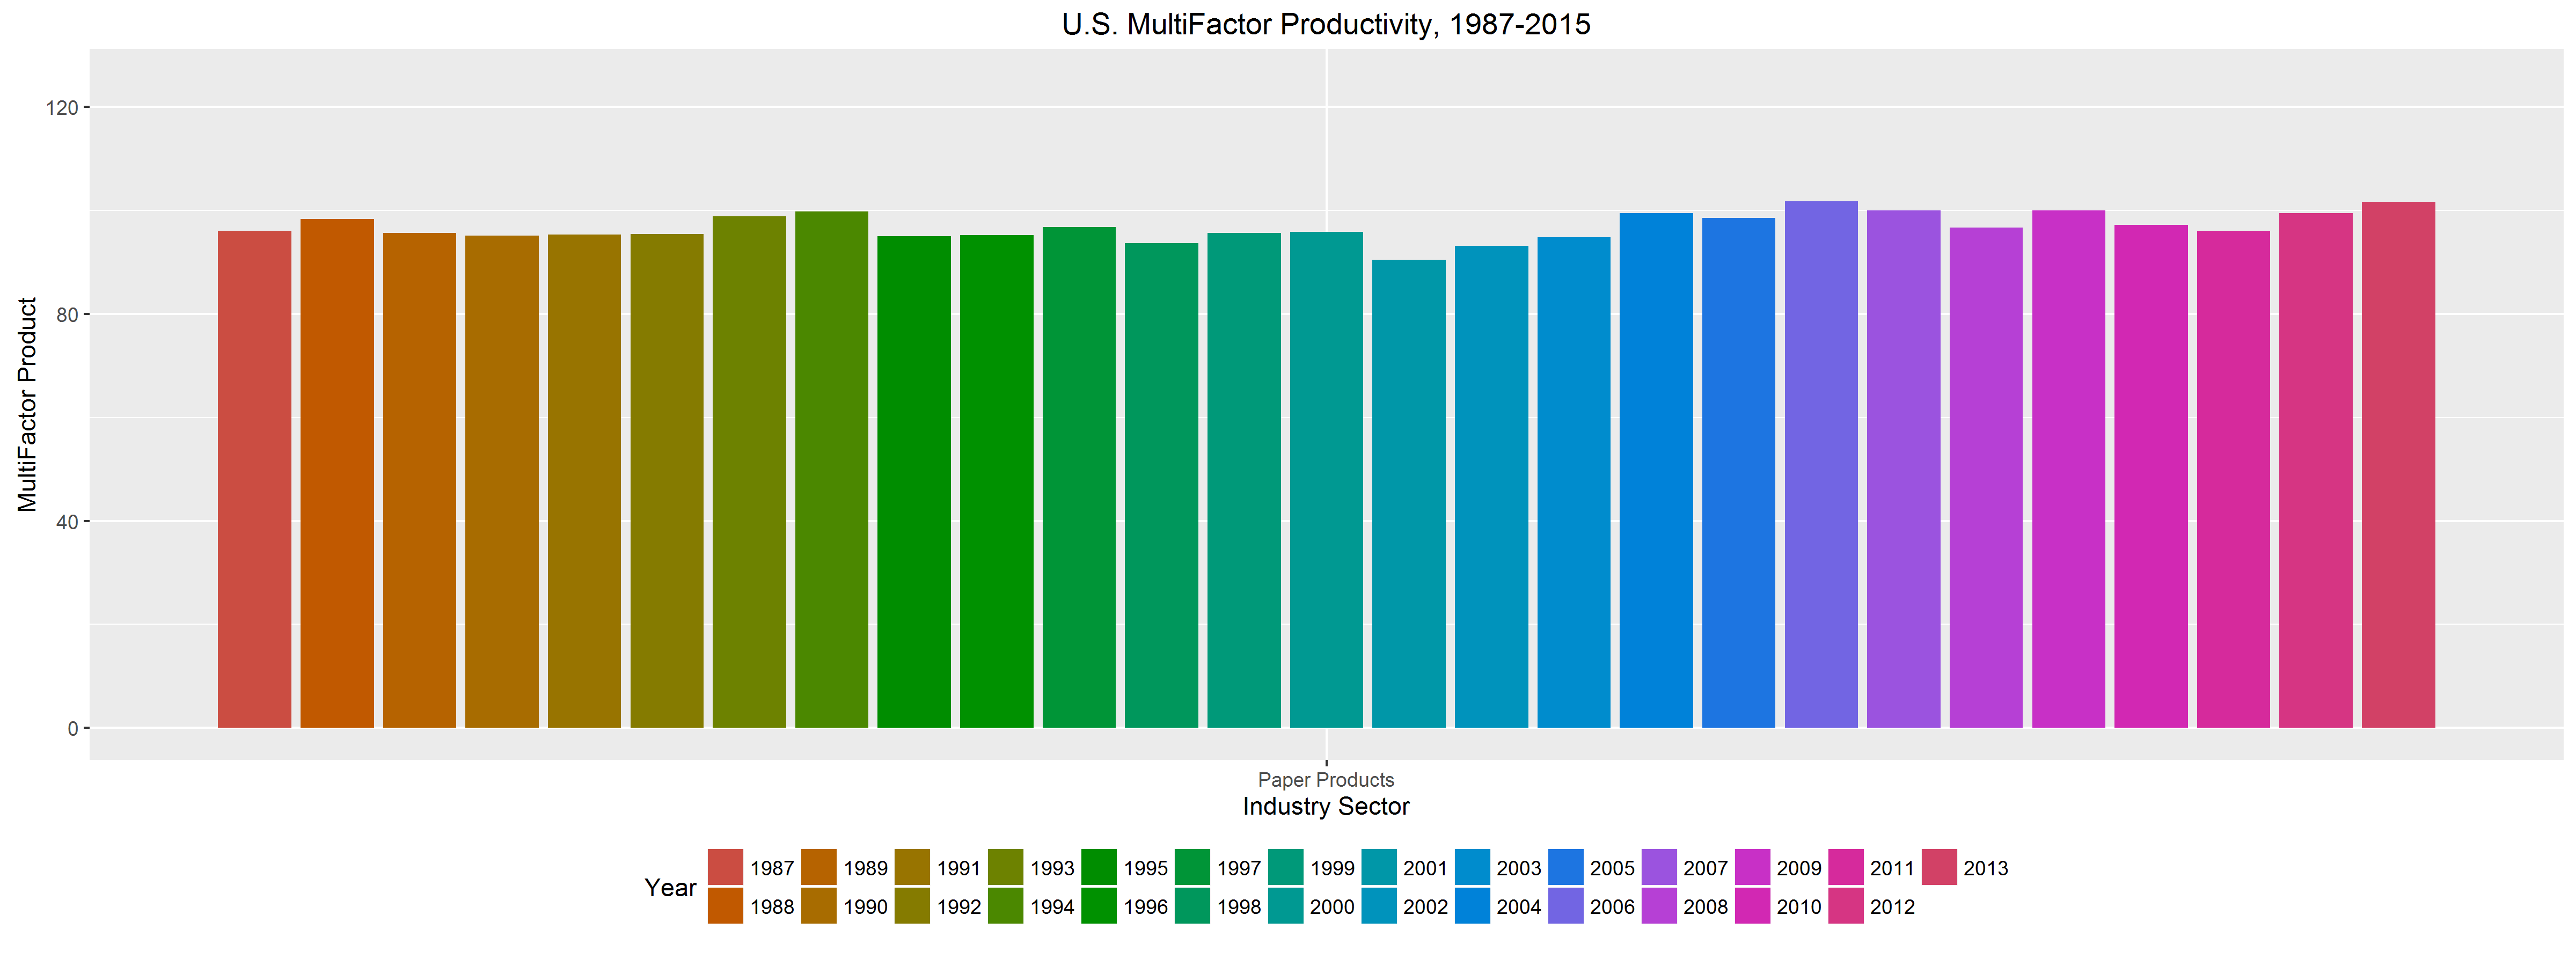 U.S. MultiFactor Productivity, 1987-2015
MultiFactor Product
120
80
40
0
Paper Products
Industry Sector
Year
1987 1989 1991 1993 1995 1997 1999 2001 2003 2005 2007 2009 2011 2013
1988 1990 1992 1994 1996 1998 2000 2002 2004 2006 2008 2010 2012